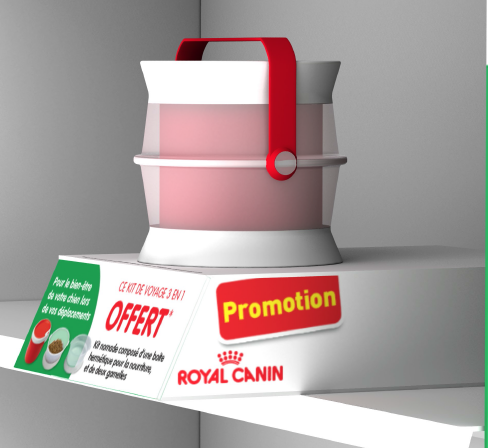 Pour le bien-être
de votre chien lors
de vos déplacements
CE KIT DE VOYAGE 3 EN 1
OFFERT*
Kit nomade composé d'une boîte
hermétique pour la nourriture,
et de deux gamelles
Promotion
ROYAL CANIN